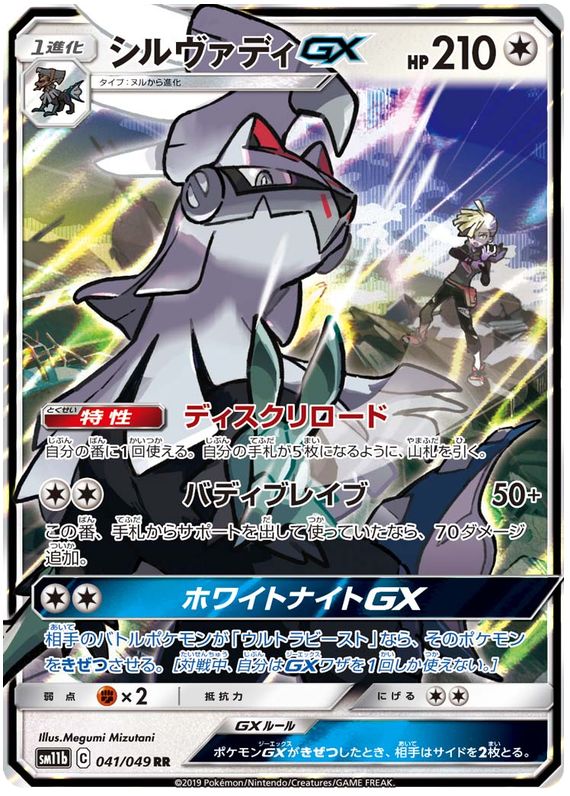 1進化
シルヴァディGX
HP 210
タイプ：ヌルから進化
とくせい
特性
ディスクリロード
自分の番に1回使える。自分の手札が5枚になるように、山札を引く。
バディブレイブ 50+
この番、手札からサポートを出して使っていたなら、70ダメージ
追加。
ホワイトナイトGX
相手のバトルポケモンが「ウルトラビースト」なら、そのポケモン
をきぜつさせる。[対戦中、自分はGXワザを1回しか使えない。]
弱点 ×2 抵抗力 にげる
Illus.Megumi Mizutani
GXルール
ポケモンGXがきぜつしたとき、相手はサイドを2枚とる。
sm11b C 041/049 RR
©2019 Pokémon/Nintendo/Creatures/GAME FREAK.